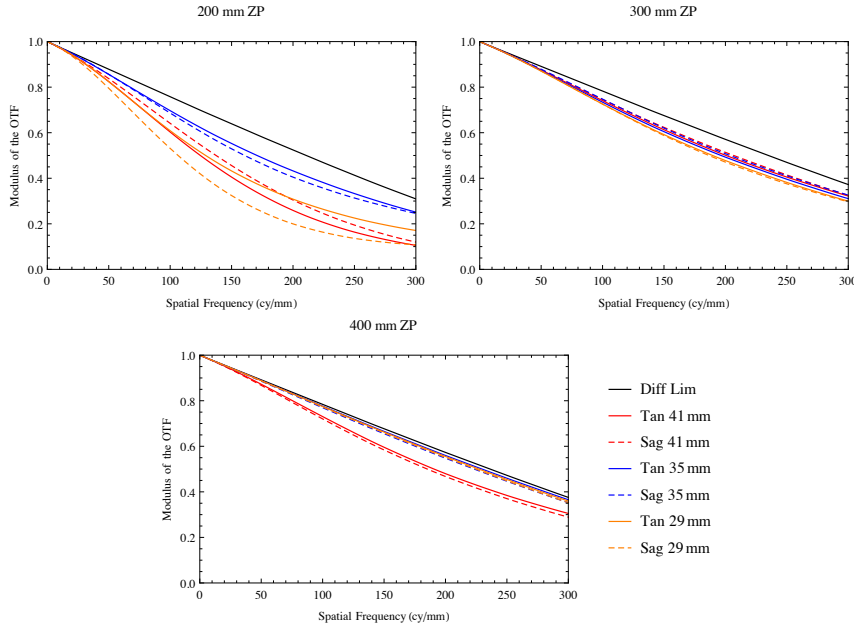 200 mm ZP
1.0
0.8
0.6
0.4
0.2
0.0
Modulus of the OTF
0 50 100 150 200 250 300
Spatial Frequency (cy/mm)
300 mm ZP
1.0
0.8
0.6
0.4
0.2
0.0
Modulus of the OTF
0 50 100 150 200 250 300
Spatial Frequency (cy/mm)
400 mm ZP
1.0
0.8
0.6
0.4
0.2
0.0
Modulus of the OTF
0 50 100 150 200 250 300
Spatial Frequency (cy/mm)
Diff Lim
Tan 41 mm
Sag 41 mm
Tan 35 mm
Sag 35 mm
Tan 29 mm
Sag 29 mm